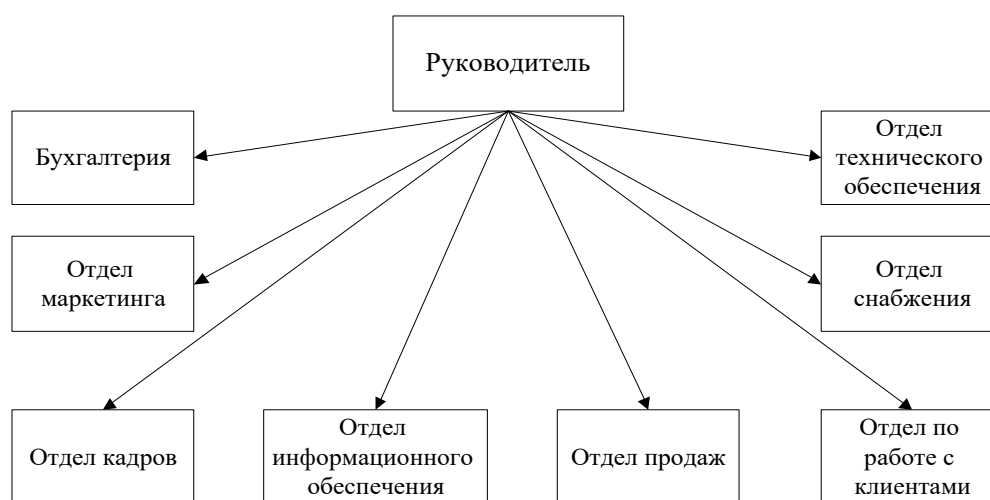 Руководитель
Бухгалтерия
Отдел
технического
обеспечения
Отдел
маркетинга
Отдел
снабжения
Отдел кадров
Отдел
информационного
обеспечения
Отдел продаж
Отдел по
работе с
клиентами